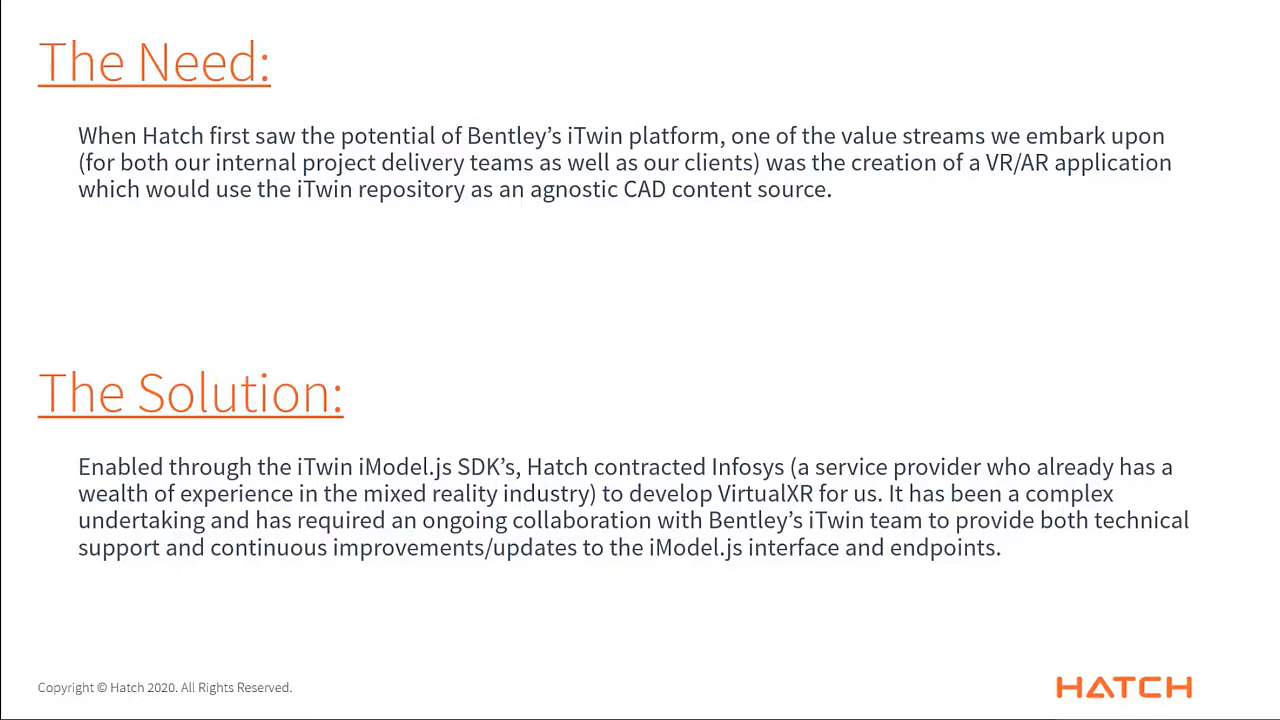 The Need:
When Hatch first saw the potential of Bentley’s iTwin platform, one of the value streams we embark upon
(for both our internal project delivery teams as well as our clients) was the creation of a VR/AR application
which would use the iTwin repository as an agnostic CAD content source.
The Solution:
Enabled through the iTwin iModel.js SDK’s, Hatch contracted Infosys (a service provider who already has a
wealth of experience in the mixed reality industry) to develop VirtualXR for us. It has been a complex
undertaking and has required an ongoing collaboration with Bentley’s iTwin team to provide both technical
support and continuous improvements/updates to the iModel.js interface and endpoints.
Copyright © Hatch 2020. All Rights Reserved.
HATCH